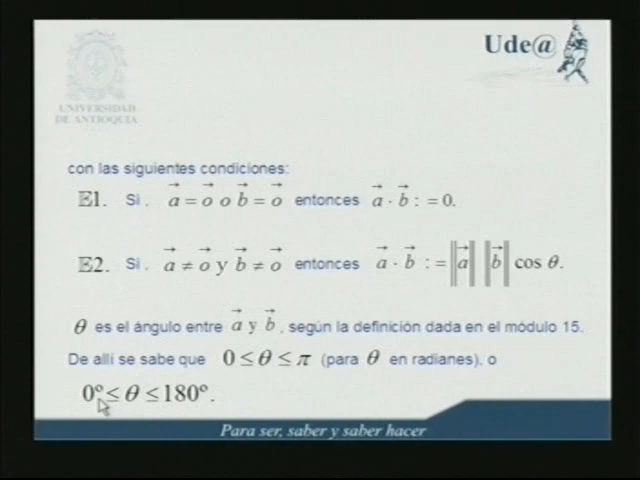 Ude@
UNIVERSIDAD
DE ANTIOQUIA
con las siguientes condiciones:
E1. Si , a⃗ = o⃗ o b⃗ = o⃗ entonces a⃗ · b⃗ : = 0.
E2. Si , a⃗ ≠ o⃗ y b⃗ ≠ o⃗ entonces a⃗ · b⃗ : = ‖a⃗‖ ‖b⃗‖ cos θ.
θ es el ángulo entre a⃗ y b⃗ , según la definición dada en el módulo 15.
De allí se sabe que 0 ≤ θ ≤ π (para θ en radianes), o
0º ≤ θ ≤ 180º.
Para ser, saber y saber hacer